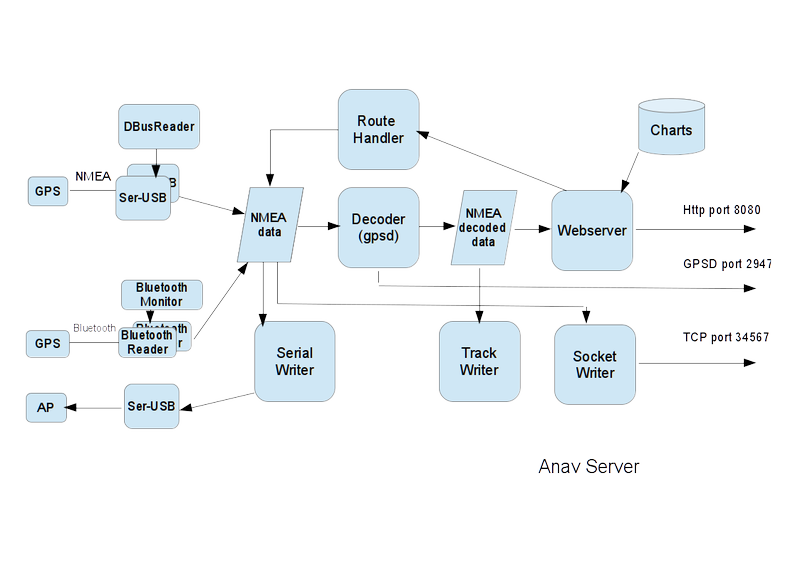 DBusReader
Route
Handler
Charts
NMEA
B
GPS
Ser-USB
NMEA
data
Decoder
(gpsd)
NMEA
decoded
data
Webserver
Http port 8080
GPSD port 2947
Bluetooth
Monitor
Bluetooth
GPS
Bluetooth
Reader
r
Serial
Writer
Track
Writer
Socket
Writer
TCP port 34567
AP
Ser-USB
Anav Server